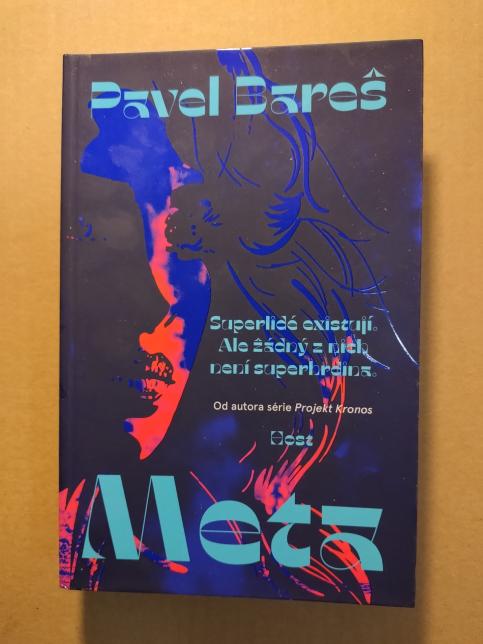 Pavel Bareš
Superlidé existují.
Ale žádný z nich
není superhrdina.
Od autora série Projekt Kronos
Host
Meta